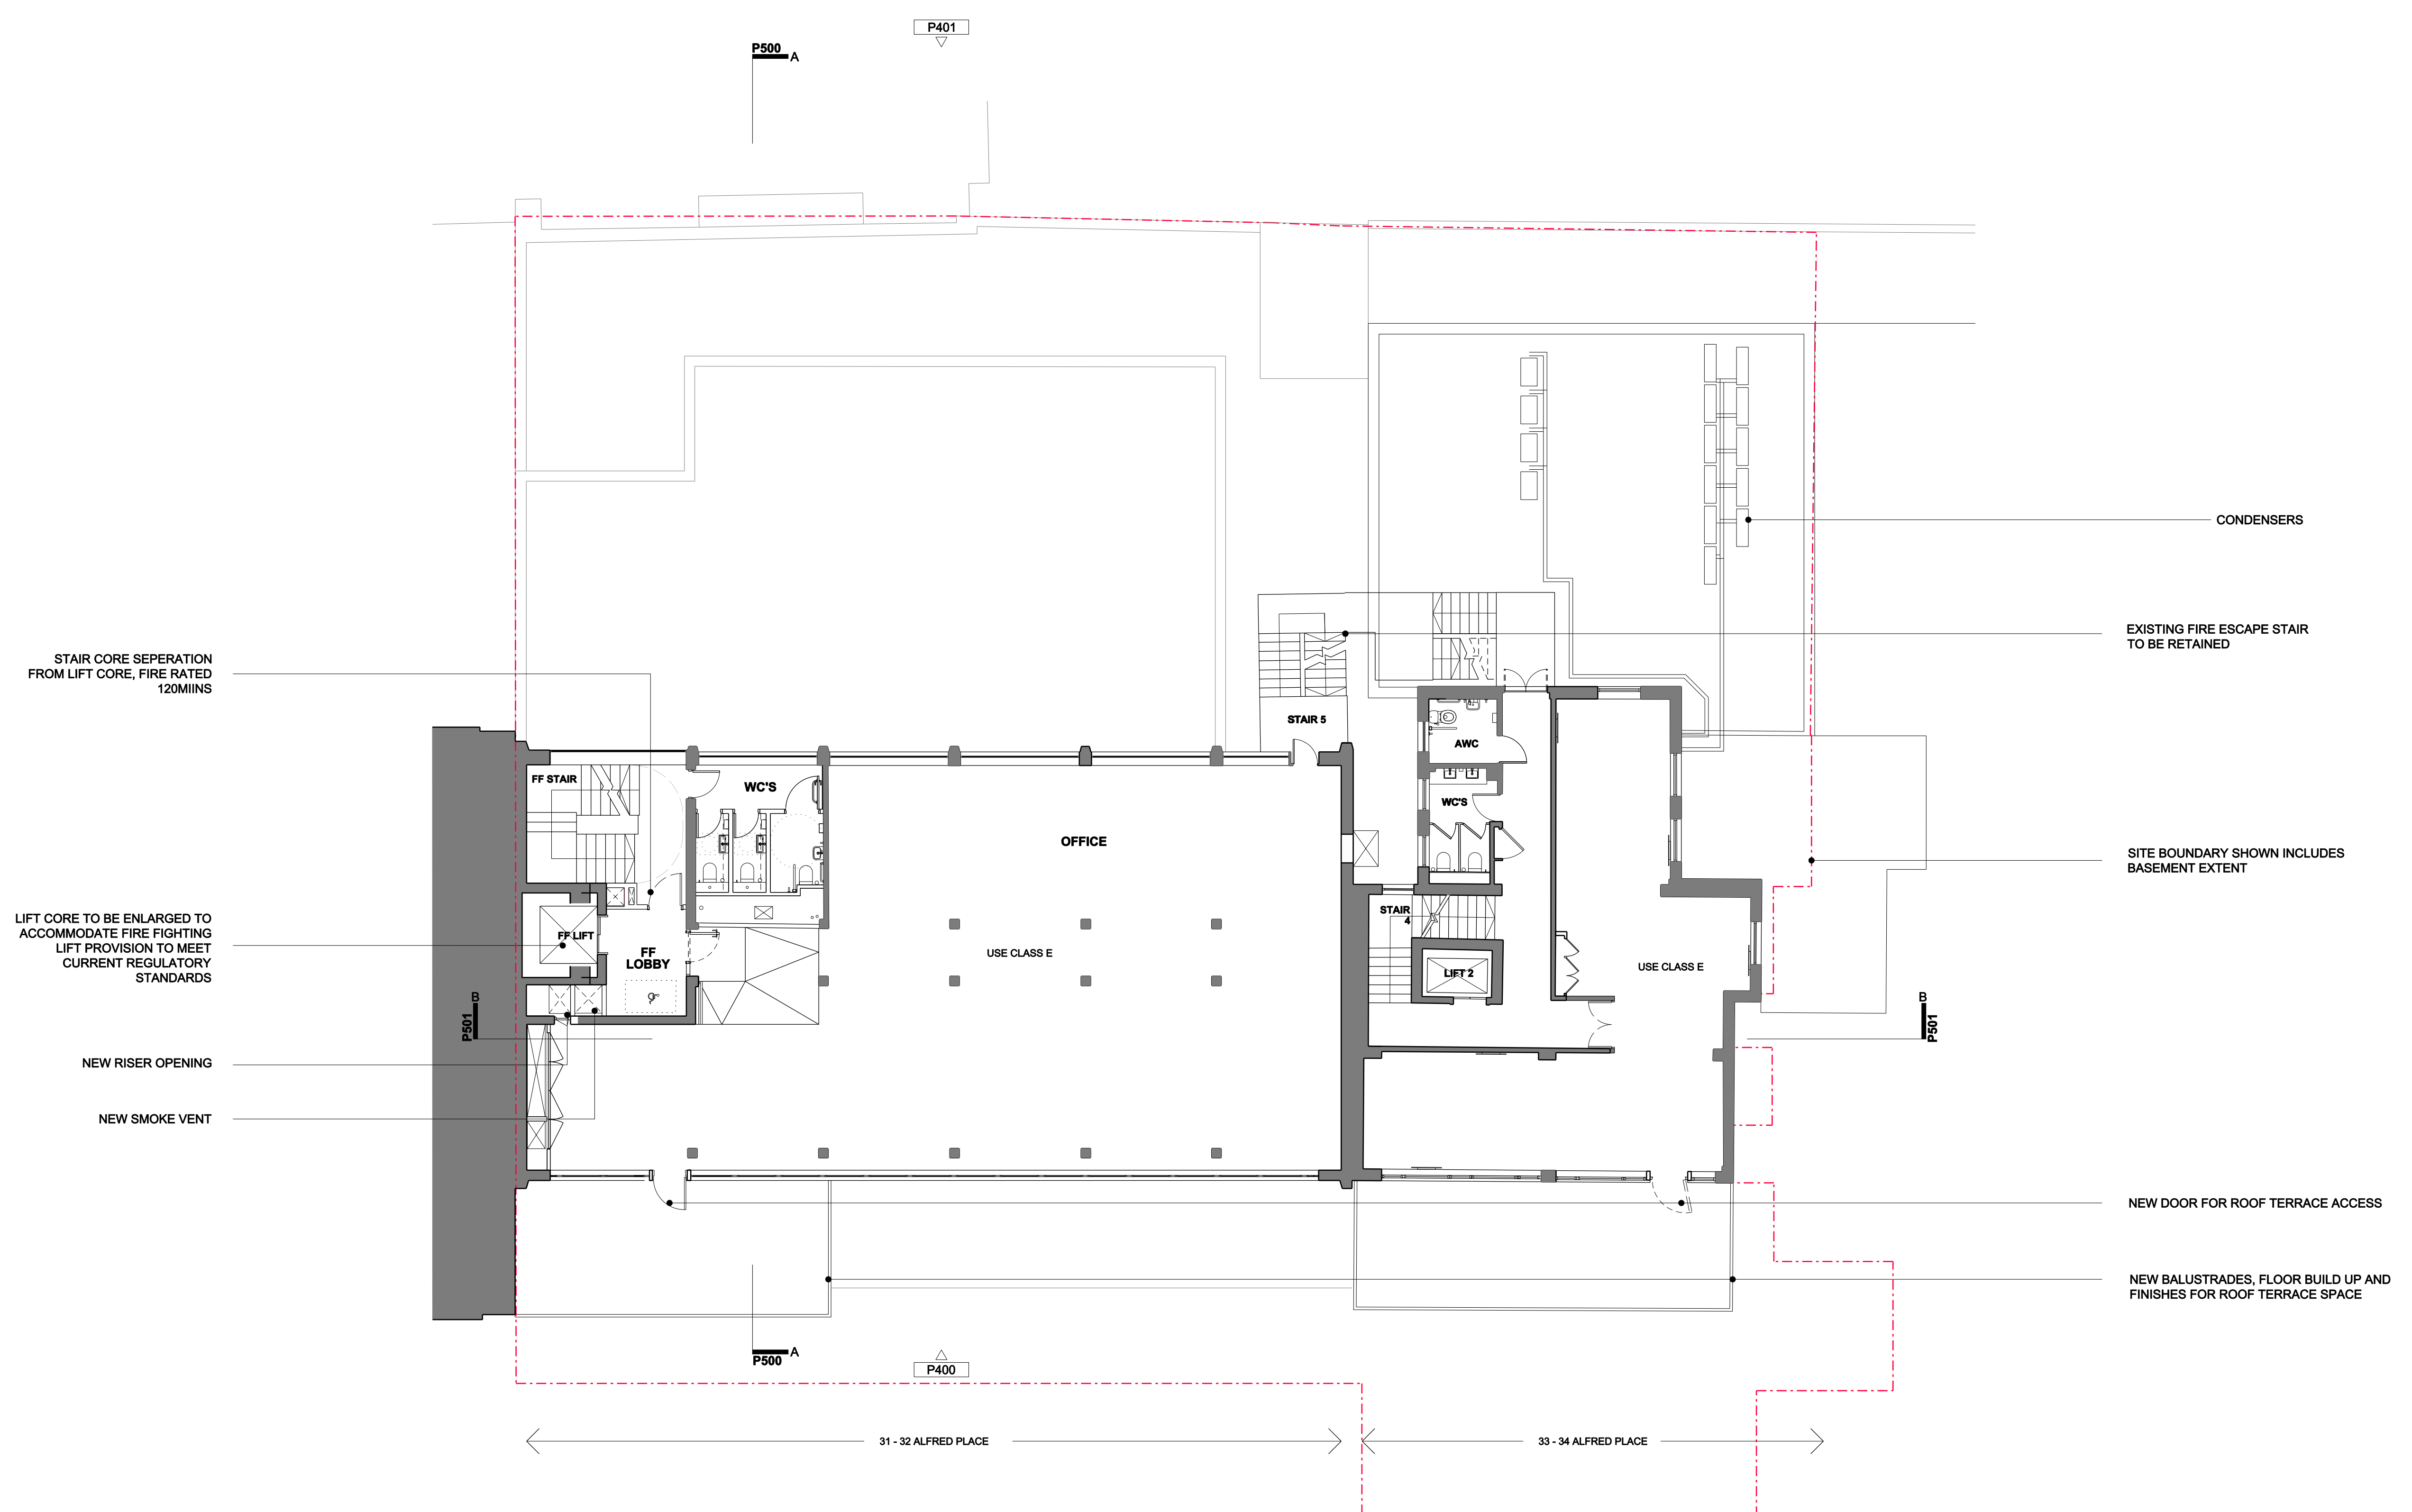 P401
P500
A
CONDENSERS
EXISTING FIRE ESCAPE STAIR
TO BE RETAINED
STAIR CORE SEPERATION
FROM LIFT CORE, FIRE RATED
120MIINS
STAIR 5
AWC
FF STAIR
WC'S
WC'S
OFFICE
SITE BOUNDARY SHOWN INCLUDES
BASEMENT EXTENT
LIFT CORE TO BE ENLARGED TO
ACCOMMODATE FIRE FIGHTING
LIFT PROVISION TO MEET
CURRENT REGULATORY
STANDARDS
FF LIFT
FF
LOBBY
USE CLASS E
STAIR
4
LIFT 2
USE CLASS E
B
P501
B
P501
NEW RISER OPENING
NEW SMOKE VENT
NEW DOOR FOR ROOF TERRACE ACCESS
NEW BALUSTRADES, FLOOR BUILD UP AND
FINISHES FOR ROOF TERRACE SPACE
A
P500
P400
31 - 32 ALFRED PLACE
33 - 34 ALFRED PLACE